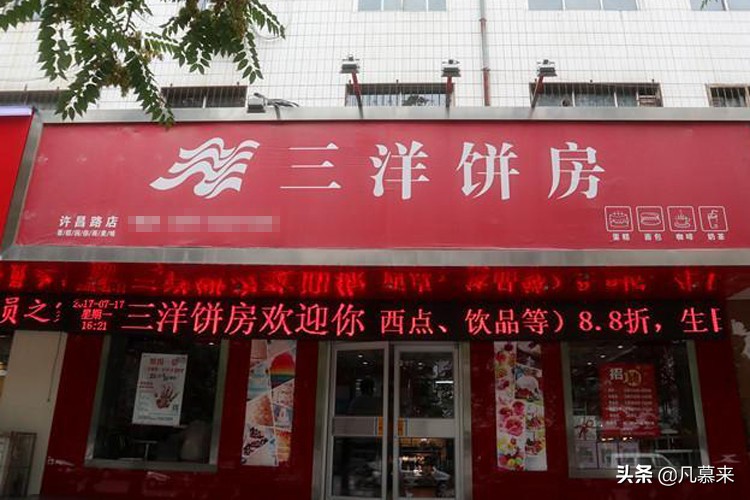 三洋饼房
许昌路店
蛋糕 面包 咖啡 奶茶
员之
2017-07-17
星期一
16:21
三洋饼房欢迎你 西点、饮品等）8.8折，生日
招
头条 @凡慕来